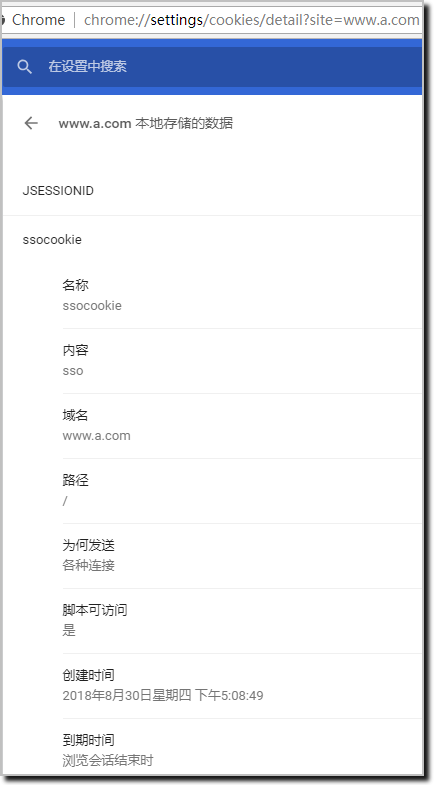 Chrome | chrome://settings/cookies/detail?site=www.a.com
在设置中搜索
www.a.com 本地存储的数据
JSESSIONID
ssocookie
名称
ssocookie
内容
sso
域名
www.a.com
路径
/
为何发送
各种连接
脚本可访问
是
创建时间
2018年8月30日星期四 下午5:08:49
到期时间
浏览会话结束时